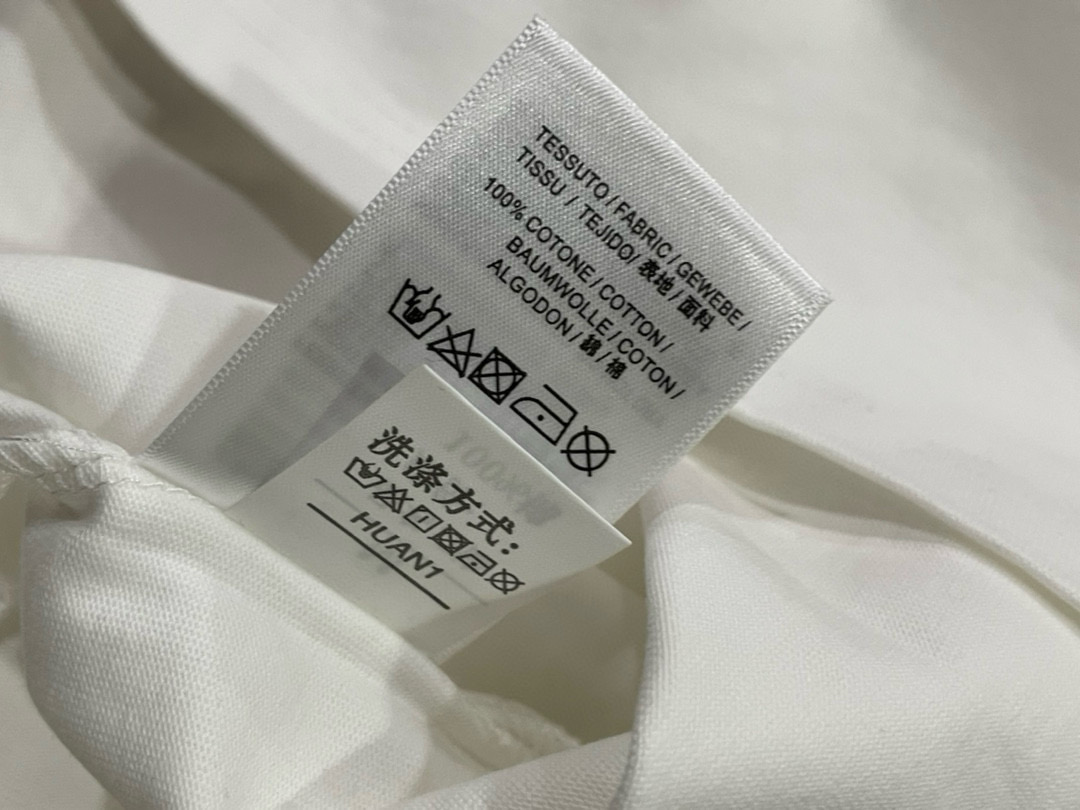 TESSUTO / FABRIC / GEWEBE /
TISSU / TEJIDO/ 表地 / 面料
100% COTONE / COTTON /
BAUMWOLLE / COTON /
ALGODON / 綿 / 棉
洗涤方式:
HUAN1